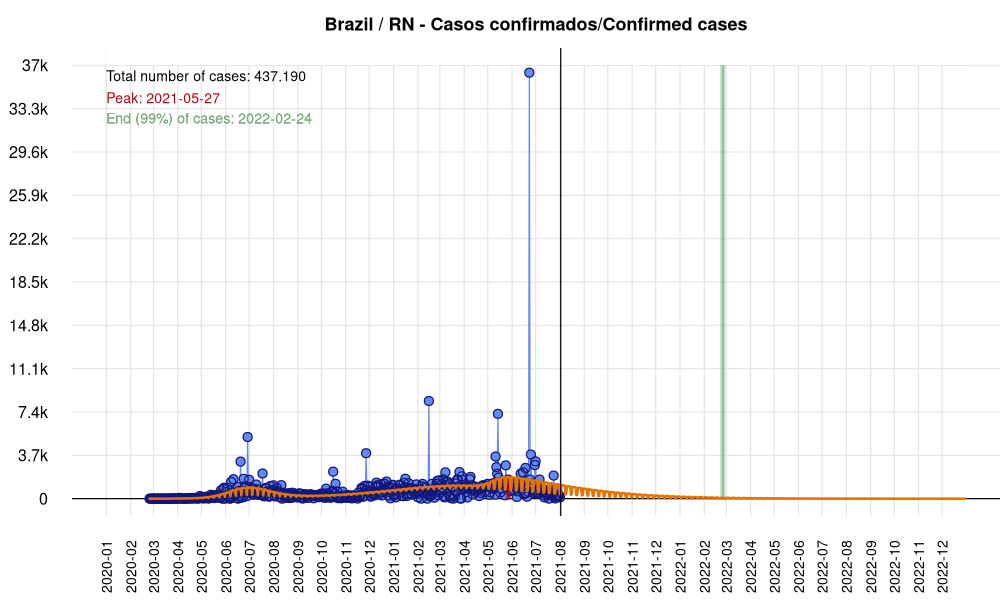 Brazil / RN - Casos confirmados/Confirmed cases
Total number of cases: 437.190
Peak: 2021-05-27
End (99%) of cases: 2022-02-24
37k
33.3k
29.6k
25.9k
22.2k
18.5k
14.8k
11.1k
7.4k
3.7k
0
2020-01
2020-02
2020-03
2020-04
2020-05
2020-06
2020-07
2020-08
2020-09
2020-10
2020-11
2020-12
2021-01
2021-02
2021-03
2021-04
2021-05
2021-06
2021-07
2021-08
2021-09
2021-10
2021-11
2021-12
2022-01
2022-02
2022-03
2022-04
2022-05
2022-06
2022-07
2022-08
2022-09
2022-10
2022-11
2022-12